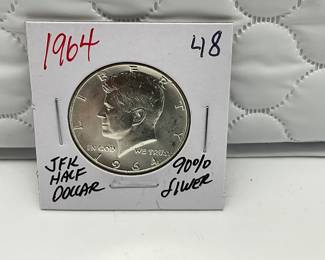 1964 48
LIBERTY
IN GOD WE TRUST
1964
JFK 90%
HALF SILVER
DOLLAR